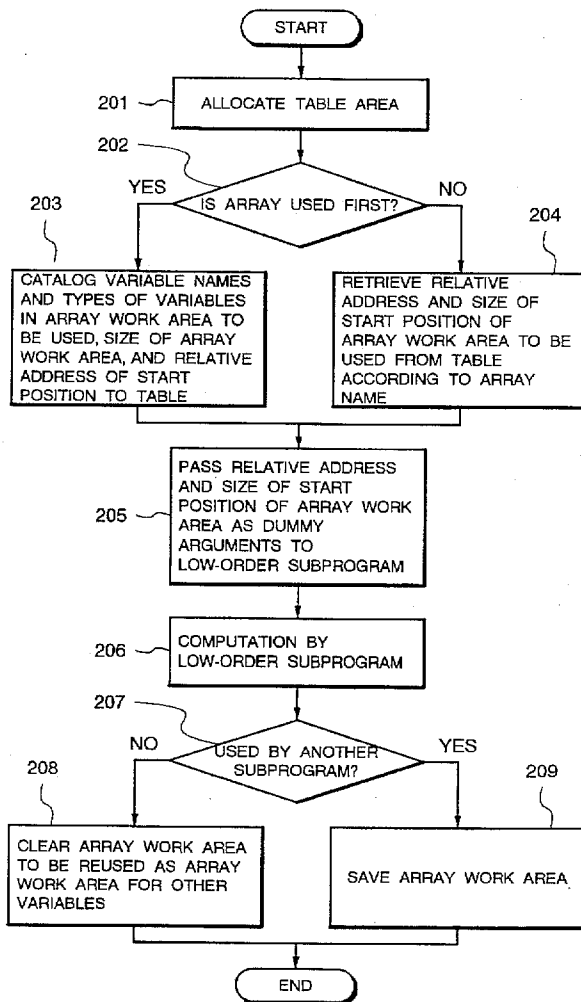 START
201
ALLOCATE TABLE AREA
202
YES
IS ARRAY USED FIRST?
NO
203
CATALOG VARIABLE NAMES
AND TYPES OF VARIABLES
IN ARRAY WORK AREA TO
BE USED, SIZE OF ARRAY
WORK AREA, AND RELATIVE
ADDRESS OF START
POSITION TO TABLE
204
RETRIEVE RELATIVE
ADDRESS AND SIZE OF
START POSITION OF
ARRAY WORK AREA TO BE
USED FROM TABLE
ACCORDING TO ARRAY
NAME
205
PASS RELATIVE ADDRESS
AND SIZE OF START
POSITION OF ARRAY WORK
AREA AS DUMMY
ARGUMENTS TO
LOW-ORDER SUBPROGRAM
206
COMPUTATION BY
LOW-ORDER SUBPROGRAM
207
NO
USED BY ANOTHER
SUBPROGRAM?
YES
208
CLEAR ARRAY WORK AREA
TO BE REUSED AS ARRAY
WORK AREA FOR OTHER
VARIABLES
209
SAVE ARRAY WORK AREA
END